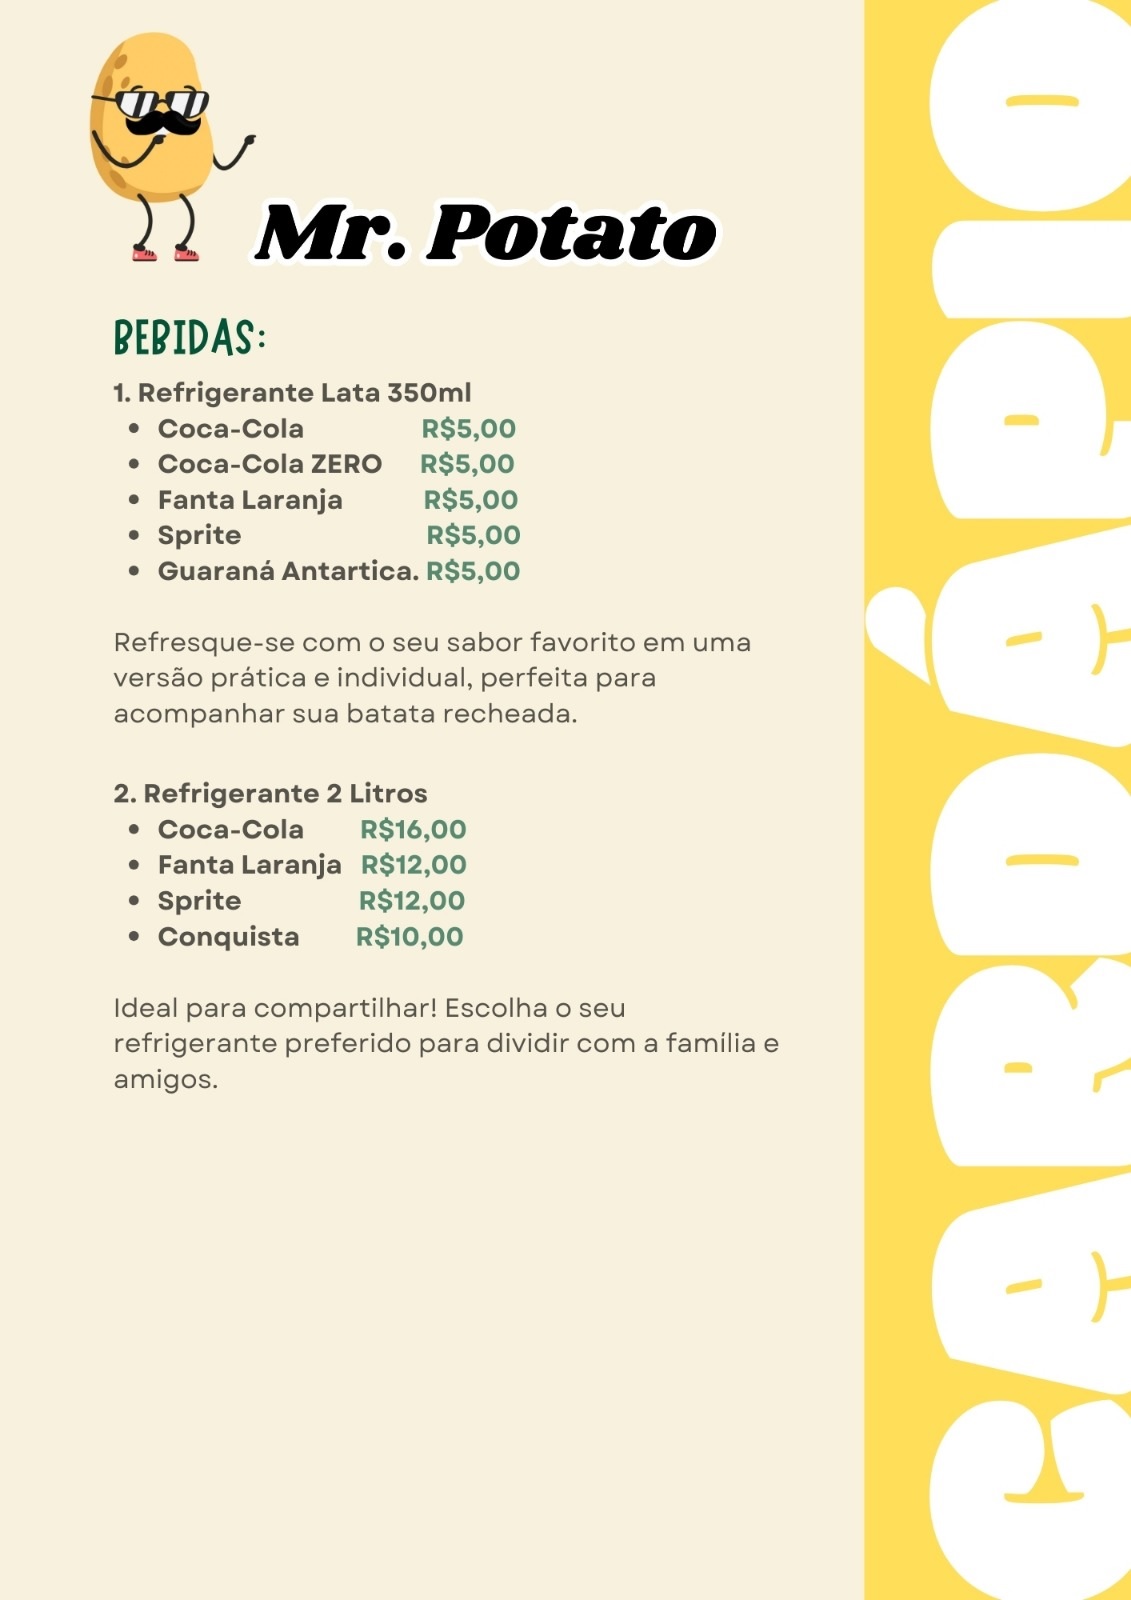 Mr. Potato
BEBIDAS:
1. Refrigerante Lata 350ml
• Coca-Cola R$5,00
• Coca-Cola ZERO R$5,00
• Fanta Laranja R$5,00
• Sprite R$5,00
• Guaraná Antartica. R$5,00
Refresque-se com o seu sabor favorito em uma
versão prática e individual, perfeita para
acompanhar sua batata recheada.
2. Refrigerante 2 Litros
• Coca-Cola R$16,00
• Fanta Laranja R$12,00
• Sprite R$12,00
• Conquista R$10,00
Ideal para compartilhar! Escolha o seu
refrigerante preferido para dividir com a família e
amigos.
CARDÁPIO